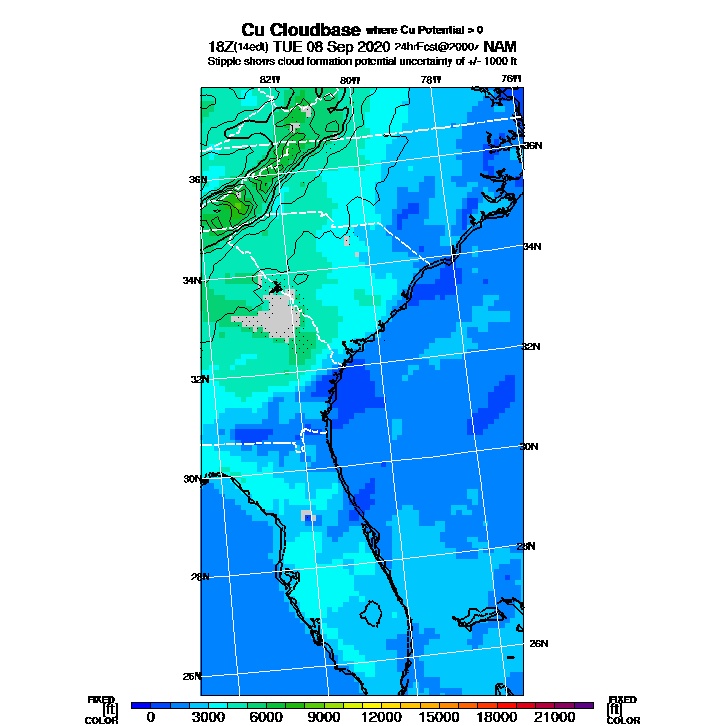 Cu Cloudbase where Cu Potential > 0
18Z(14edt) TUE 08 Sep 2020 24hrFcst@2000z NAM
Stipple shows cloud formation potential uncertainty of +/- 1000 ft
82W 80W 78W 76W
36N
36N
34N
34N
32N
32N
30N
30N
28N
28N
26N
26N
FIXED FIXED
[ft] [ft]
COLOR COLOR
0 3000 6000 9000 12000 15000 18000 21000